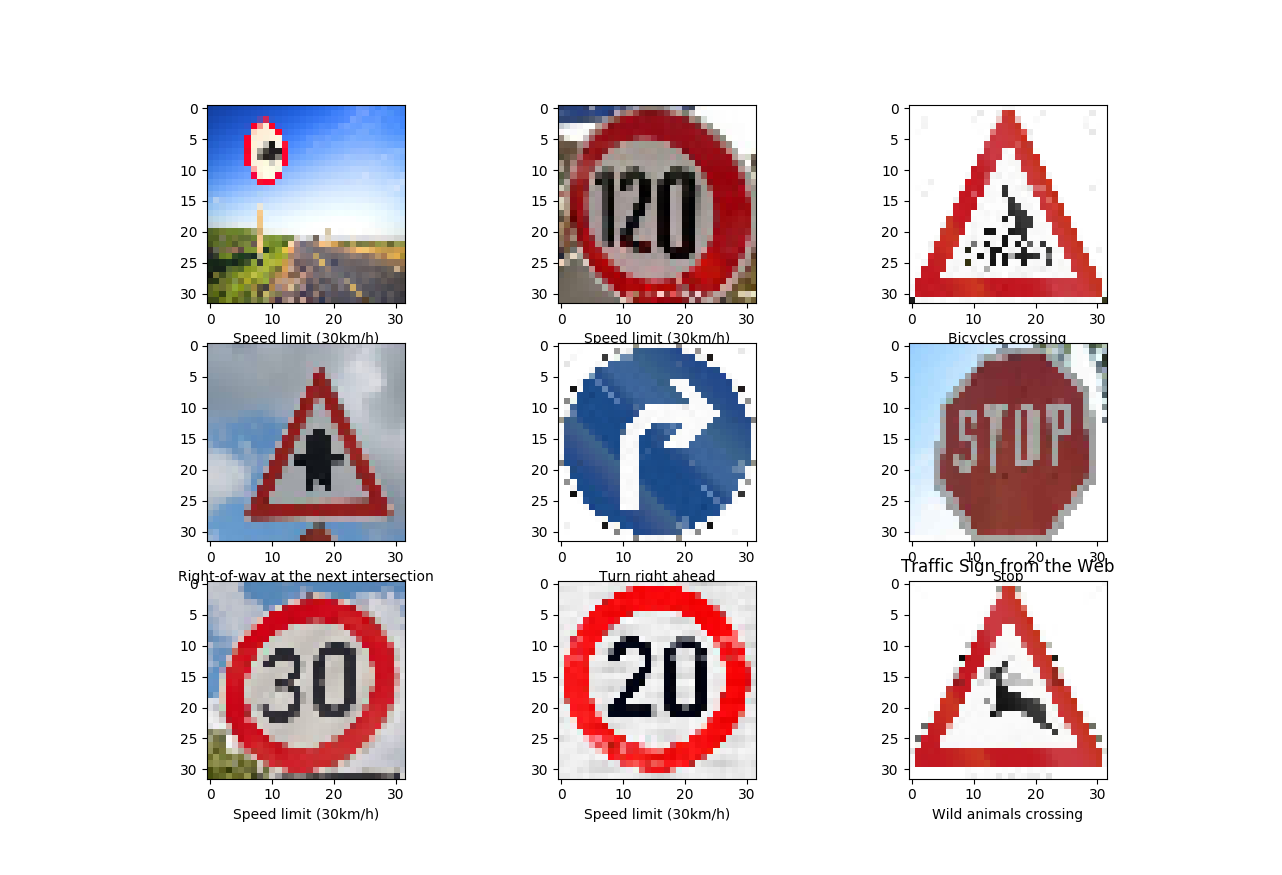 0 5 10 15 20 25 30
0 10 20 30
Speed limit (30km/h)
120
0 5 10 15 20 25 30
0 10 20 30
Speed limit (30km/h)
0 5 10 15 20 25 30
0 10 20 30
Bicycles crossing
0 5 10 15 20 25 30
0 10 20 30
Right-of-way at the next intersection
0 5 10 15 20 25 30
0 10 20 30
Turn right ahead
STOP
0 5 10 15 20 25 30
0 10 20 30
Stop
30
0 5 10 15 20 25 30
0 10 20 30
Speed limit (30km/h)
20
0 5 10 15 20 25 30
0 10 20 30
Speed limit (30km/h)
Traffic Sign from the Web
0 5 10 15 20 25 30
0 10 20 30
Wild animals crossing